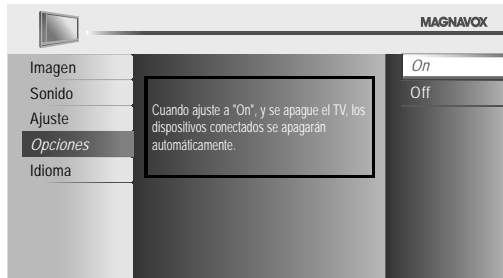 MAGNAVOX
Imagen
Sonido
Ajuste
Opciones
Idioma
Cuando ajuste a "On", y se apague el TV, los
dispositivos conectados se apagarán
automáticamente.
On
Off